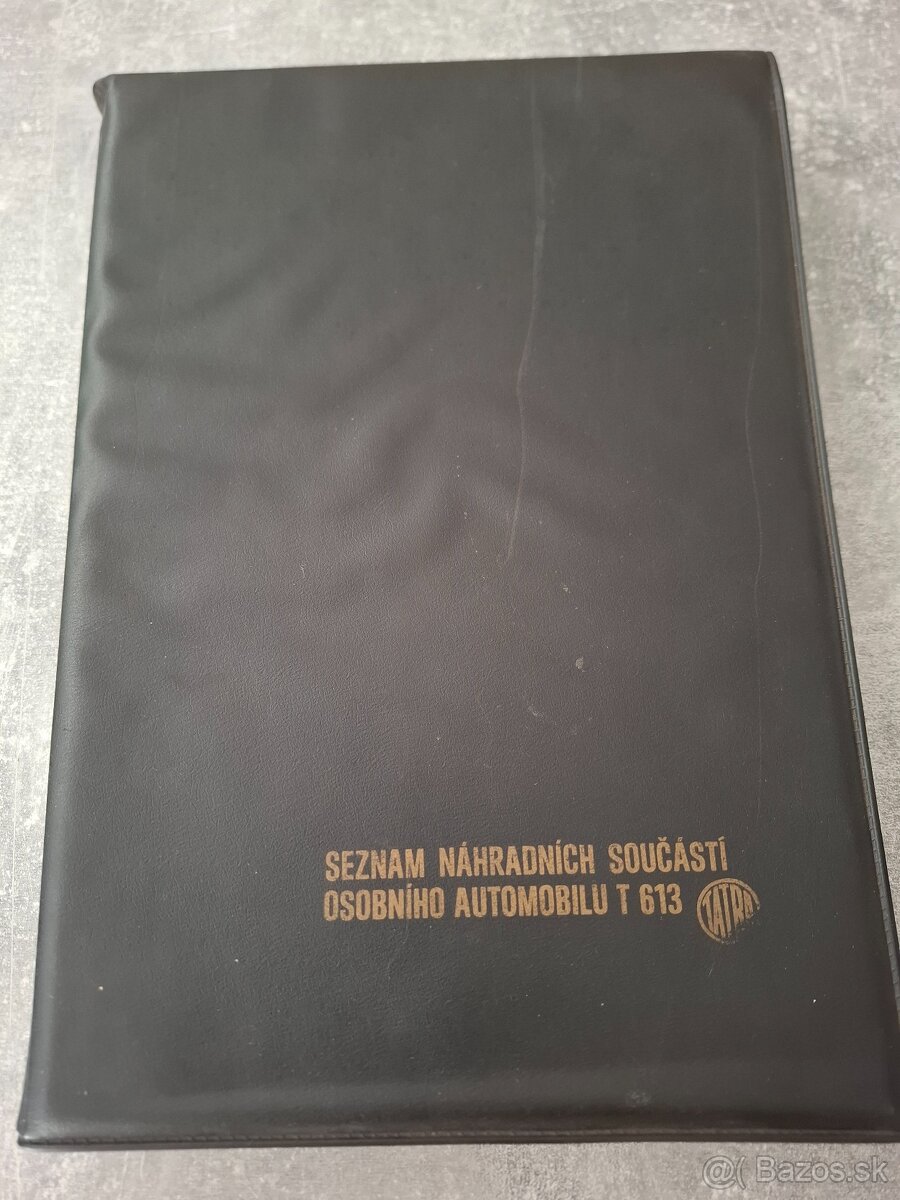 SEZNAM NÁHRADNÍCH SOUČÁSTÍ
OSOBNÍHO AUTOMOBILU T 613 TATRA
@( Bazos.sk